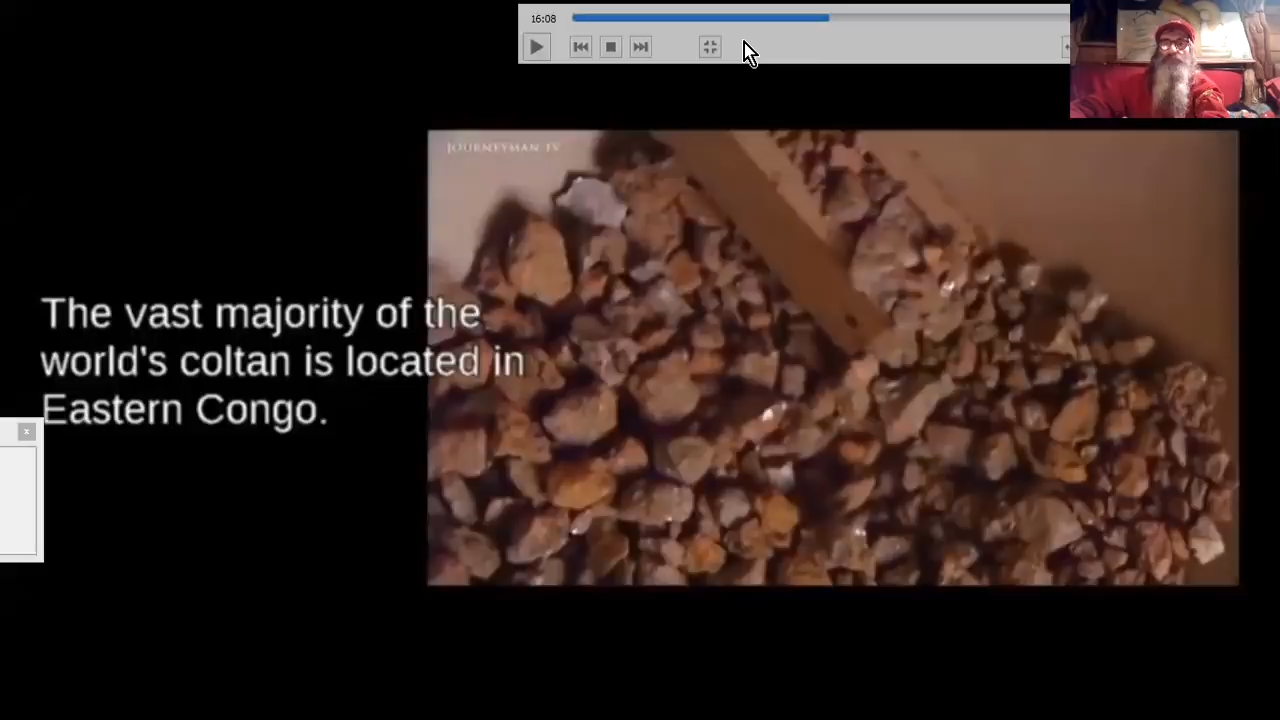 16:08
JOURNEYMAN.TV
The vast majority of the
world's coltan is located in
Eastern Congo.